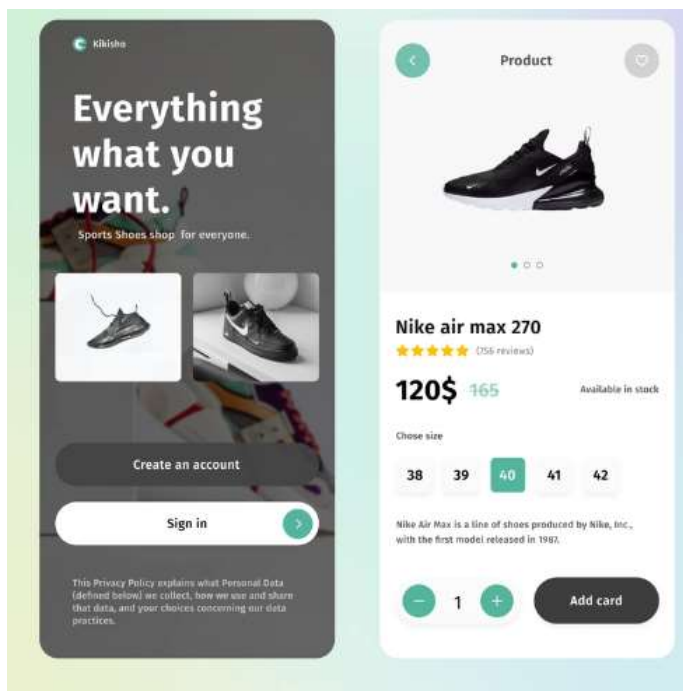 Kikisho
Everything
what you
want.
Sports Shoes shop for everyone.
Create an account
Sign in
This Privacy Policy explains what Personal Data
(defined below) we collect, how we use and share
that data, and your choices concerning our data
practices.
Product
Nike air max 270
(756 reviews)
120$ 165
Available in stock
Chose size
38 39 40 41 42
Nike Air Max is a line of shoes produced by Nike, Inc.,
with the first model released in 1987.
− 1 +
Add card